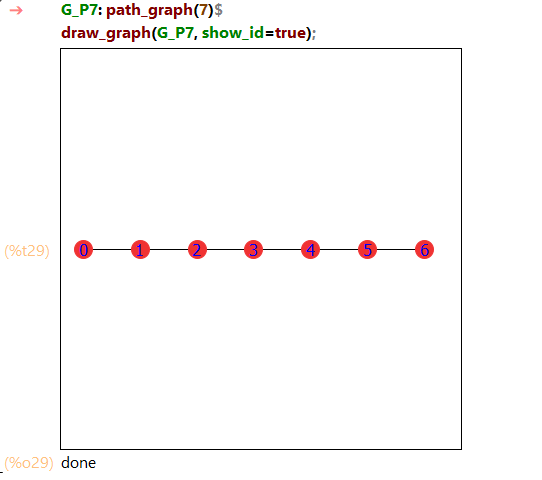 ➔ G_P7: path_graph(7)$
draw_graph(G_P7, show_id=true);
(%t29) 0 1 2 3 4 5 6
(%o29) done